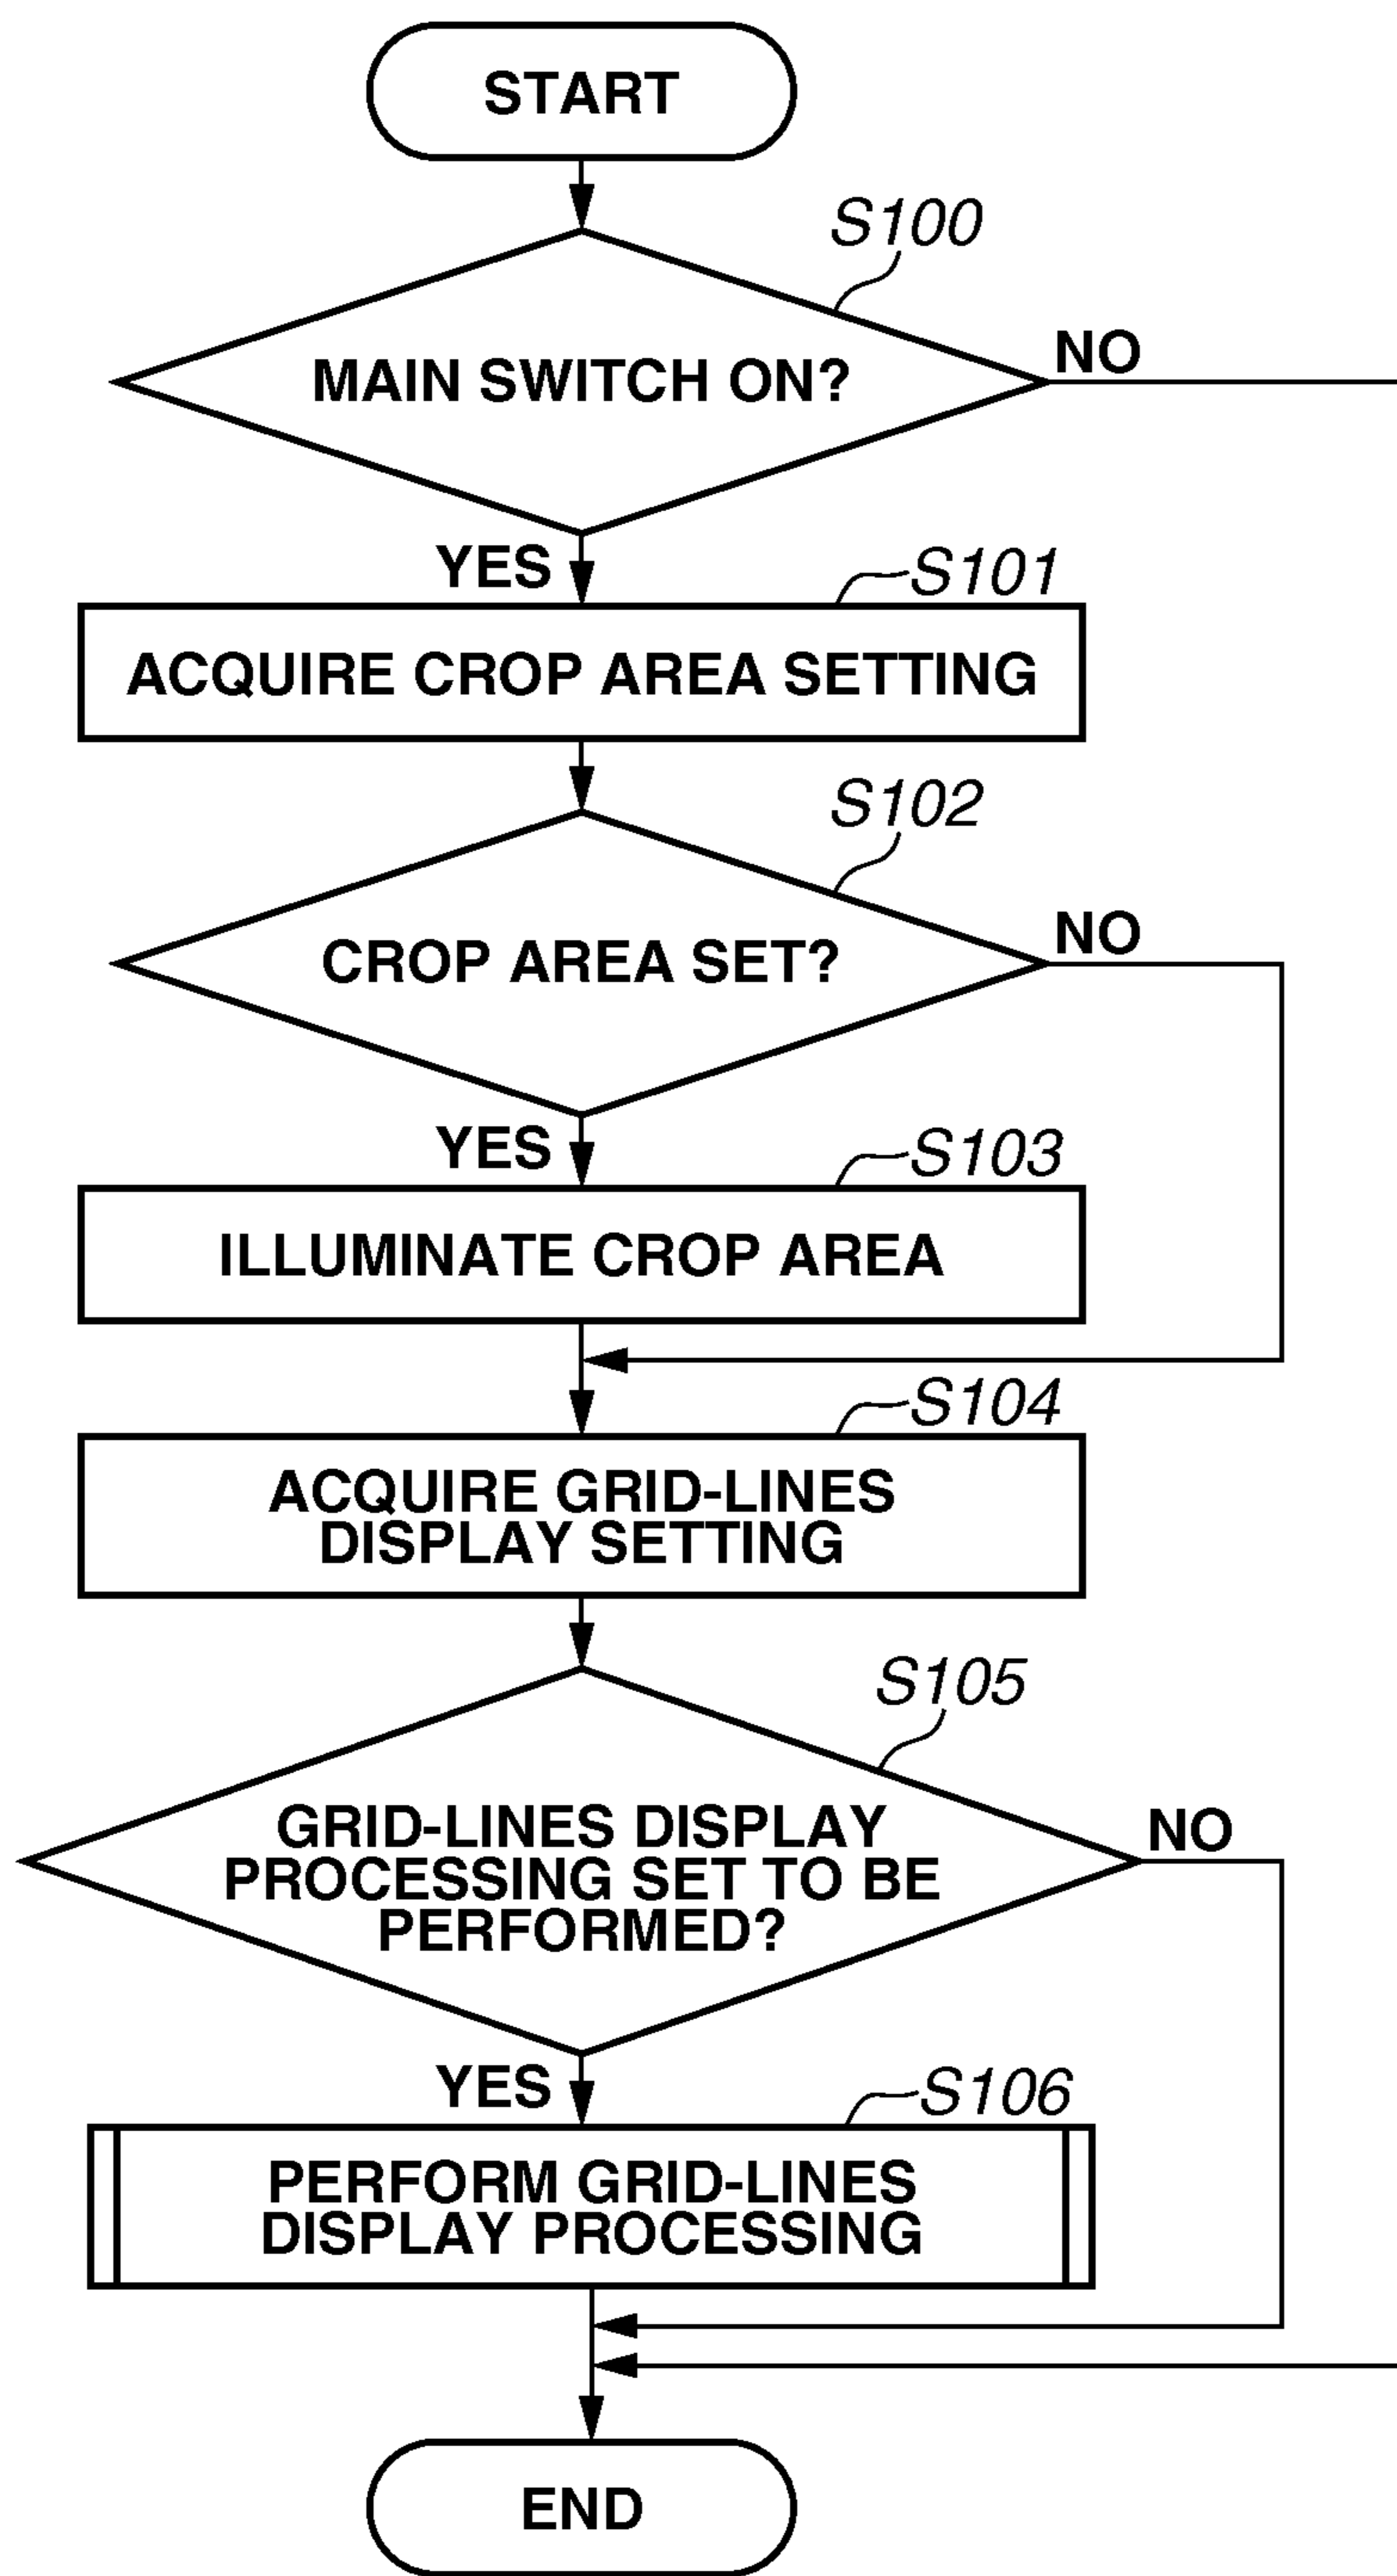 START
S100
MAIN SWITCH ON?
NO
YES
S101
ACQUIRE CROP AREA SETTING
S102
CROP AREA SET?
NO
YES
S103
ILLUMINATE CROP AREA
S104
ACQUIRE GRID-LINES
DISPLAY SETTING
S105
GRID-LINES DISPLAY
PROCESSING SET TO BE
PERFORMED?
NO
YES
S106
PERFORM GRID-LINES
DISPLAY PROCESSING
END